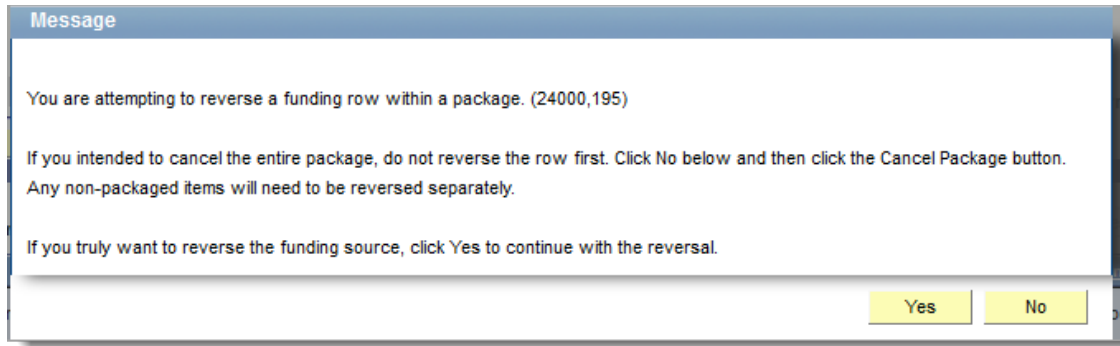 Message
You are attempting to reverse a funding row within a package. (24000,195)
If you intended to cancel the entire package, do not reverse the row first. Click No below and then click the Cancel Package button.
Any non-packaged items will need to be reversed separately.
If you truly want to reverse the funding source, click Yes to continue with the reversal.
Yes No